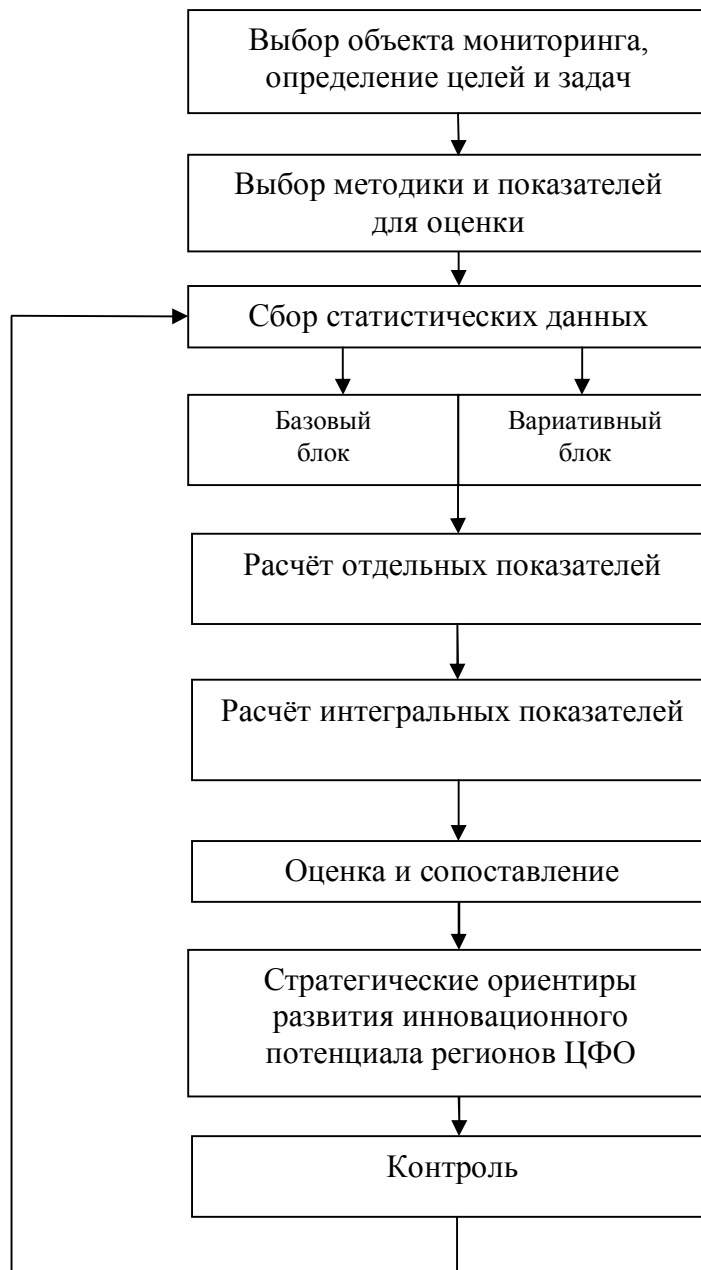 Выбор объекта мониторинга,
определение целей и задач
Выбор методики и показателей
для оценки
Сбор статистических данных
Базовый
блок
Вариативный
блок
Расчёт отдельных показателей
Расчёт интегральных показателей
Оценка и сопоставление
Стратегические ориентиры
развития инновационного
потенциала регионов ЦФО
Контроль